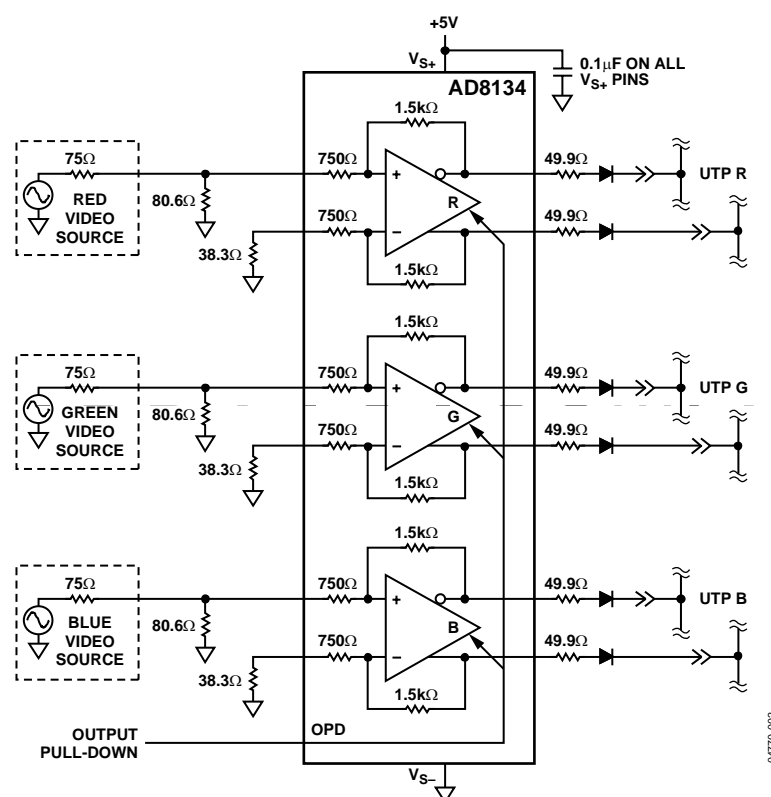 +5V
VS+
0.1µF ON ALL
VS+ PINS
AD8134
1.5kΩ
75Ω
750Ω
49.9Ω
+
R
UTP R
RED
VIDEO
SOURCE
80.6Ω
750Ω
49.9Ω
−
38.3Ω
1.5kΩ
1.5kΩ
75Ω
750Ω
49.9Ω
+
G
UTP G
GREEN
VIDEO
SOURCE
80.6Ω
750Ω
49.9Ω
−
38.3Ω
1.5kΩ
1.5kΩ
75Ω
750Ω
49.9Ω
+
B
UTP B
BLUE
VIDEO
SOURCE
80.6Ω
750Ω
49.9Ω
−
38.3Ω
1.5kΩ
OUTPUT
PULL-DOWN
OPD
VS−